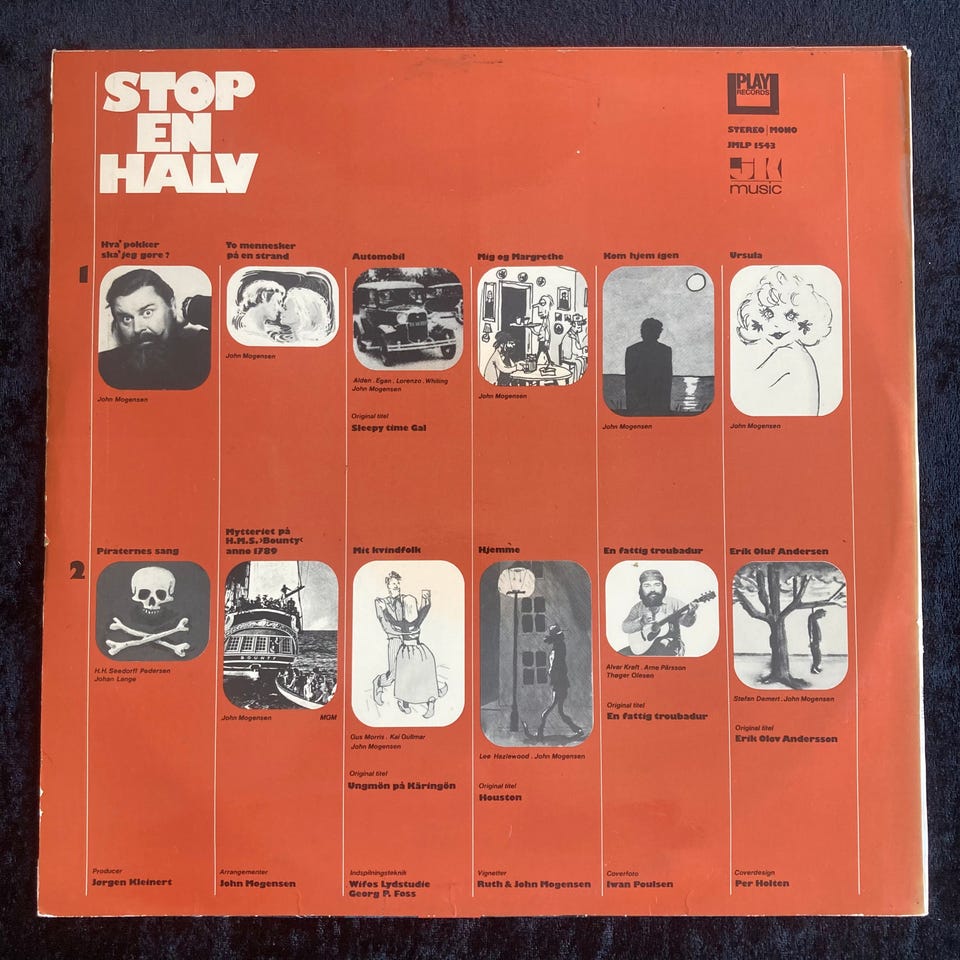 STOP
EN
HALV
PLAY
RECORDS
STEREO | MONO
JMLP 1543
JK
music
1
Hva' pokker
ska' jeg gøre?
To mennesker
på en strand
Automobil
Mig og Margrethe
Kom hjem igen
Ursula
John Mogensen
John Mogensen
Alden . Egan . Lorenzo . Whiting
John Mogensen
Original titel
Sleepy time Gal
John Mogensen
John Mogensen
John Mogensen
2
Piraternes sang
Mytteriet på
H.M.S. ›Bounty‹
anno 1789
Mit kvindfolk
Hjemme
En fattig troubadur
Erik Oluf Andersen
BOUNTY
H.H. Seedorff Pedersen
Johan Lange
John Mogensen
MGM
Gus Morris . Kai Gullmar
John Mogensen
Original titel
Ungmön på Käringön
Lee Hazlewood . John Mogensen
Original titel
Houston
Alvar Kraft . Arne Pärsson
Thøger Olesen
Original titel
En fattig troubadur
Stefan Demert . John Mogensen
Original titel
Erik Olov Andersson
Producer
Jørgen Kleinert
Arrangementer
John Mogensen
Indspilningsteknik
Wifos Lydstudie
Georg P. Foss
Vignetter
Ruth & John Mogensen
Coverfoto
Iwan Poulsen
Coverdesign
Per Holten